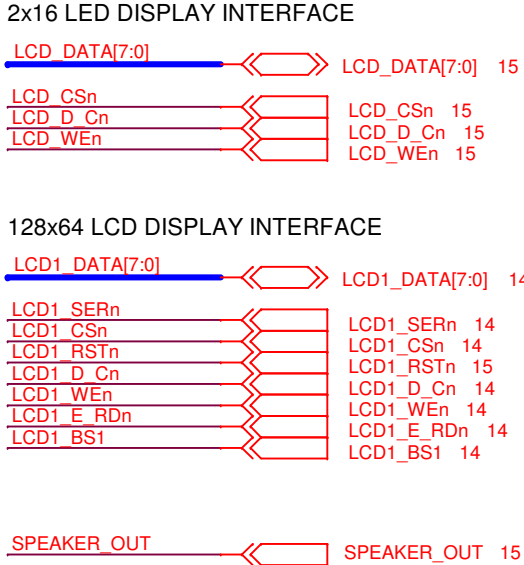 2x16 LED DISPLAY INTERFACE
LCD_DATA[7:0]
LCD_DATA[7:0] 15
LCD_CSn
LCD_CSn 15
LCD_D_Cn
LCD_D_Cn 15
LCD_WEn
LCD_WEn 15
128x64 LCD DISPLAY INTERFACE
LCD1_DATA[7:0]
LCD1_DATA[7:0] 14
LCD1_SERn
LCD1_SERn 14
LCD1_CSn
LCD1_CSn 14
LCD1_RSTn
LCD1_RSTn 15
LCD1_D_Cn
LCD1_D_Cn 14
LCD1_WEn
LCD1_WEn 14
LCD1_E_RDn
LCD1_E_RDn 14
LCD1_BS1
LCD1_BS1 14
SPEAKER_OUT
SPEAKER_OUT 15